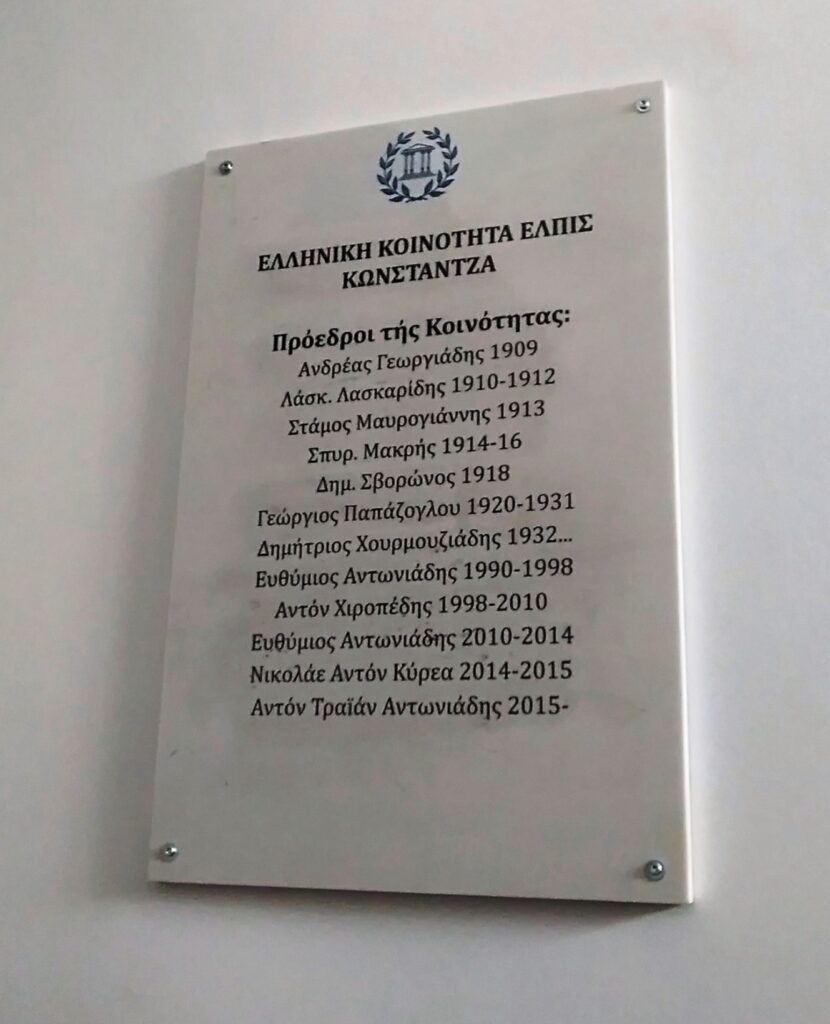 ΕΛΛΗΝΙΚΗ ΚΟΙΝΟΤΗΤΑ ΕΛΠΙΣ
ΚΩΝΣΤΑΝΤΖΑ
Πρόεδροι τής Κοινότητας:
Ανδρέας Γεωργιάδης 1909
Λάσκ. Λασκαρίδης 1910-1912
Στάμος Μαυρογιάννης 1913
Σπυρ. Μακρής 1914-16
Δημ. Σβορώνος 1918
Γεώργιος Παπάζογλου 1920-1931
Δημήτριος Χουρμουζιάδης 1932...
Ευθύμιος Αντωνιάδης 1990-1998
Αντόν Χιροπέδης 1998-2010
Ευθύμιος Αντωνιάδης 2010-2014
Νικολάε Αντόν Κύρεα 2014-2015
Αντόν Τραϊάν Αντωνιάδης 2015-